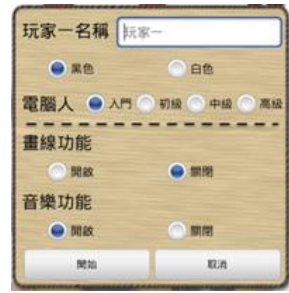 玩家一名稱 玩家一
黑色 白色
電腦人 入門 初級 中級 高級
畫線功能
開啟 關閉
音樂功能
開啟 關閉
開始 取消